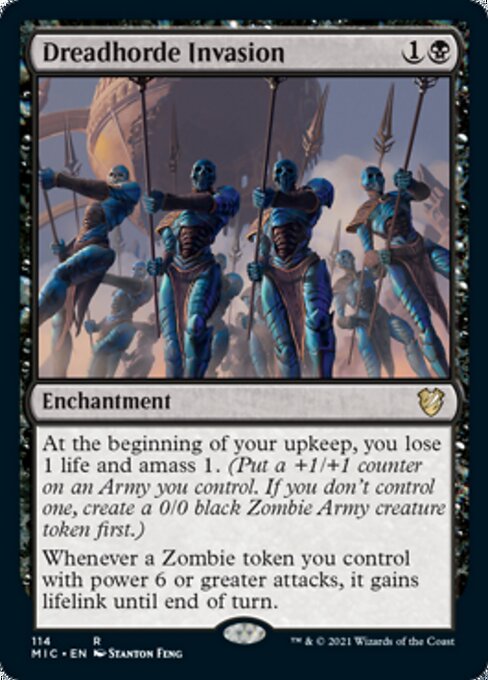 Dreadhorde Invasion 1
Enchantment
At the beginning of your upkeep, you lose
1 life and amass 1. (Put a +1/+1 counter
on an Army you control. If you don't control
one, create a 0/0 black Zombie Army creature
token first.)
Whenever a Zombie token you control
with power 6 or greater attacks, it gains
lifelink until end of turn.
114 R
MIC • EN Stanton Feng
™ & © 2021 Wizards of the Coast